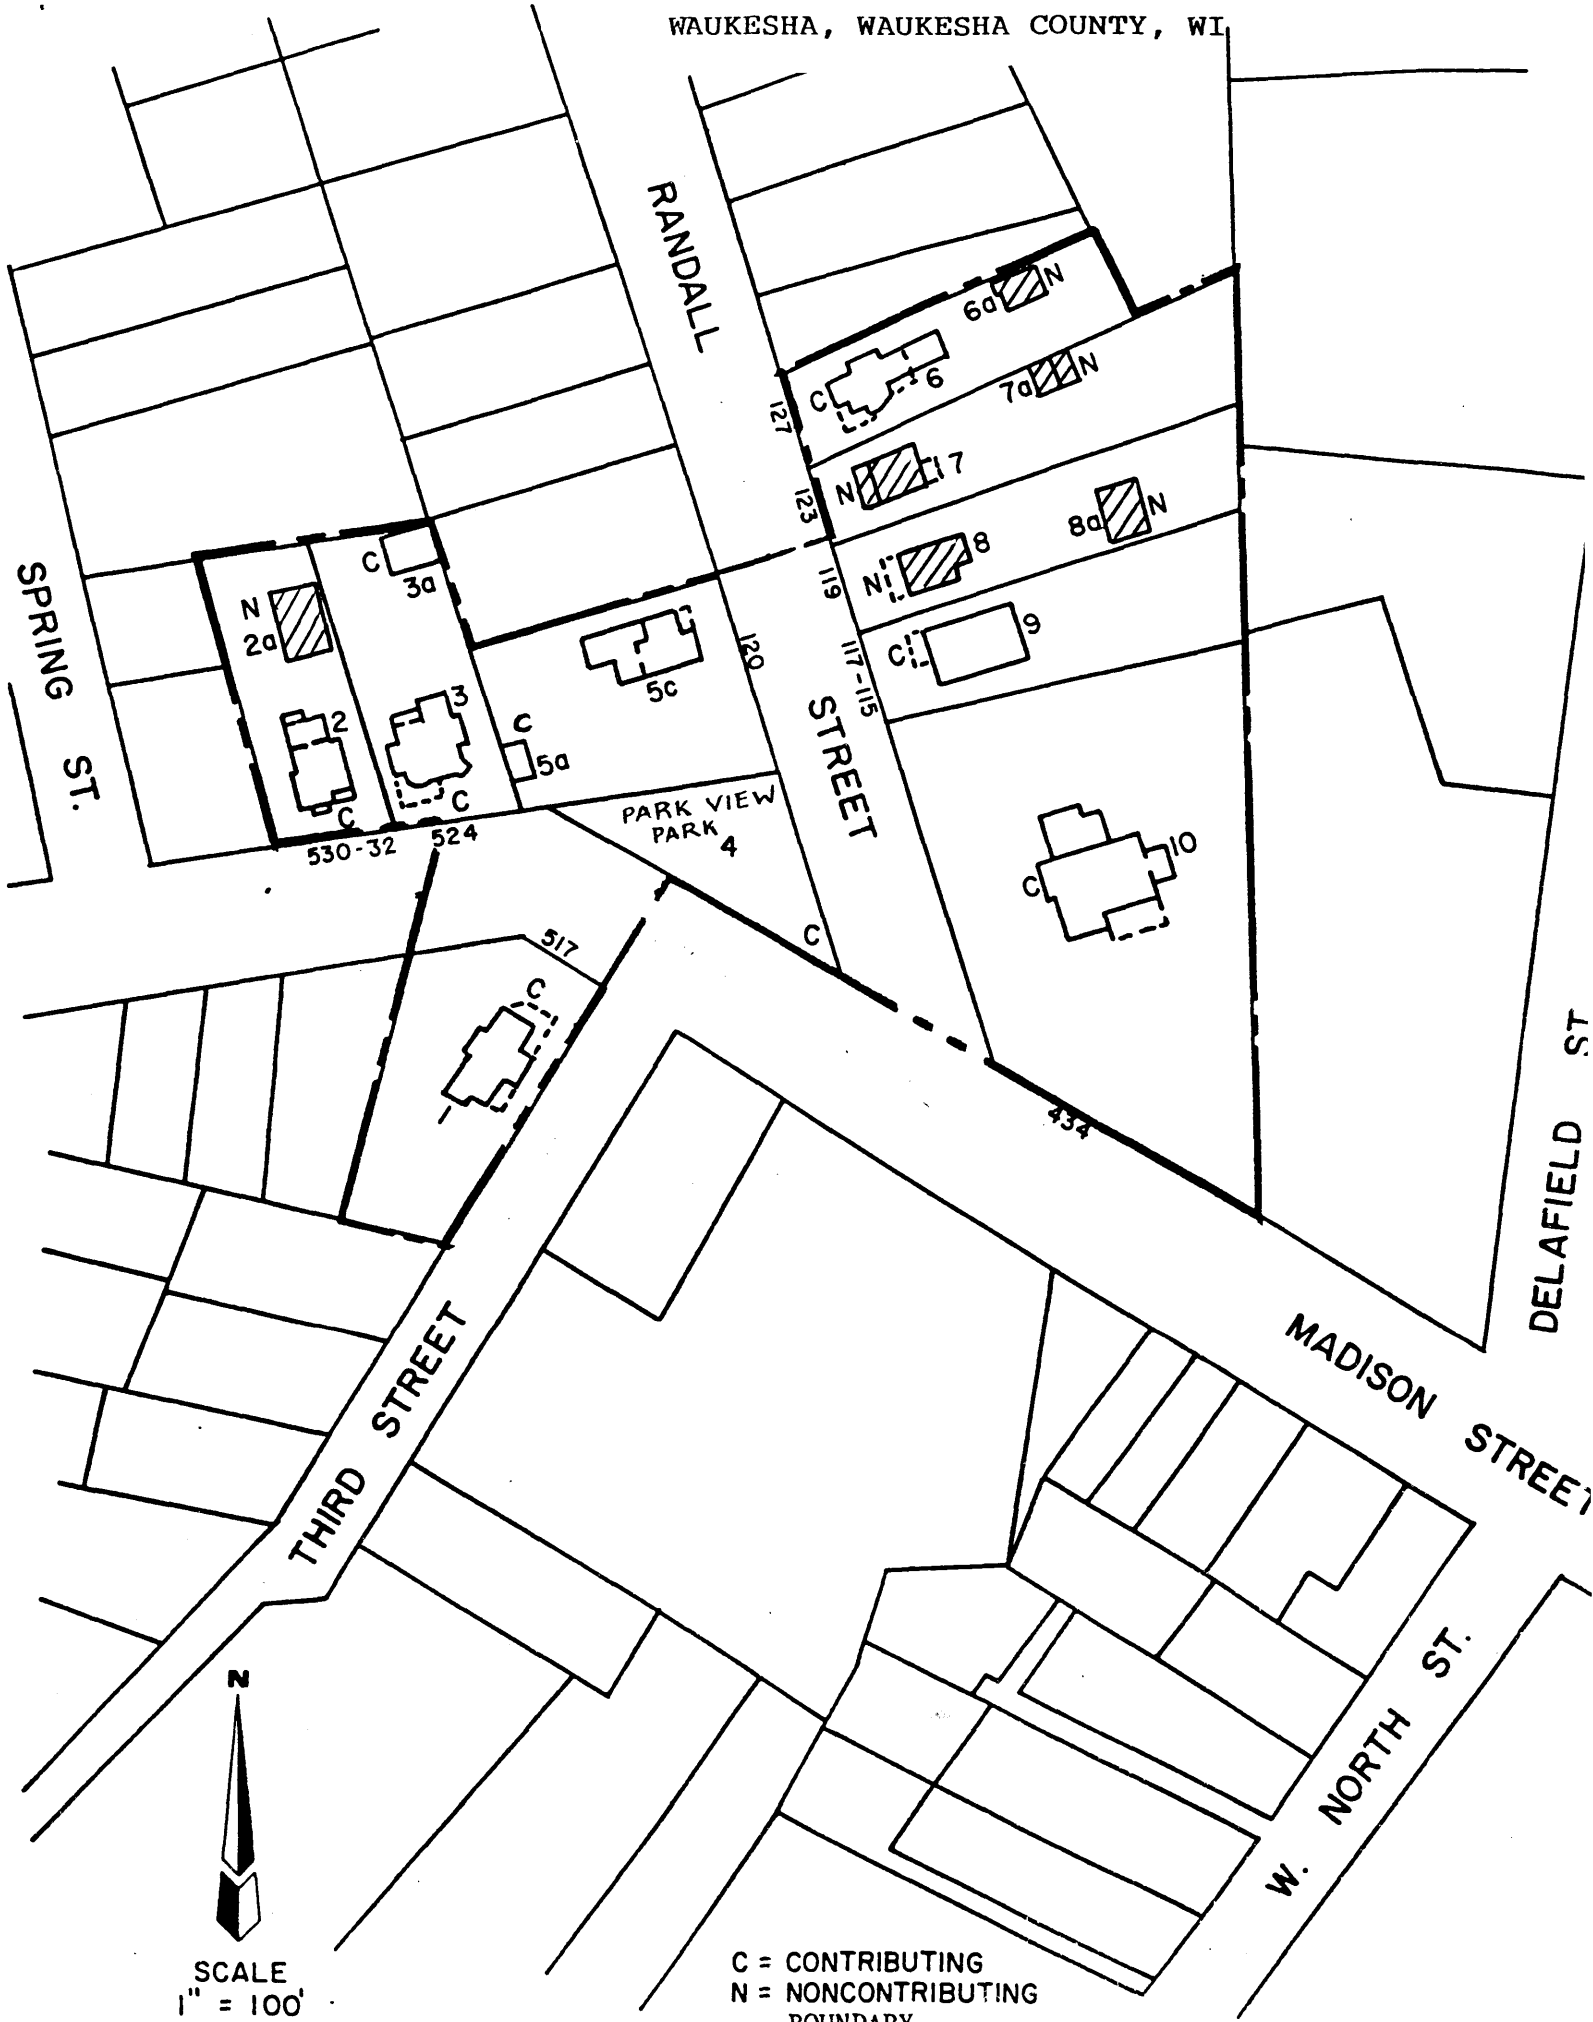 WAUKESHA, WAUKESHA COUNTY, WI
RANDALL
STREET
SPRING ST.
6a N
C 6
127
7a N
N 7
123
8a N
N 8
119
C 9
117-115
C 3a
N
2a
120
5c
2
C
530-32
3
C
524
C
5a
PARK VIEW
PARK
4
C
C 10
517
C
434
DELAFIELD ST
MADISON STREET
THIRD STREET
W. NORTH ST.
N
SCALE
1" = 100'
C = CONTRIBUTING
N = NONCONTRIBUTING
BOUNDARY